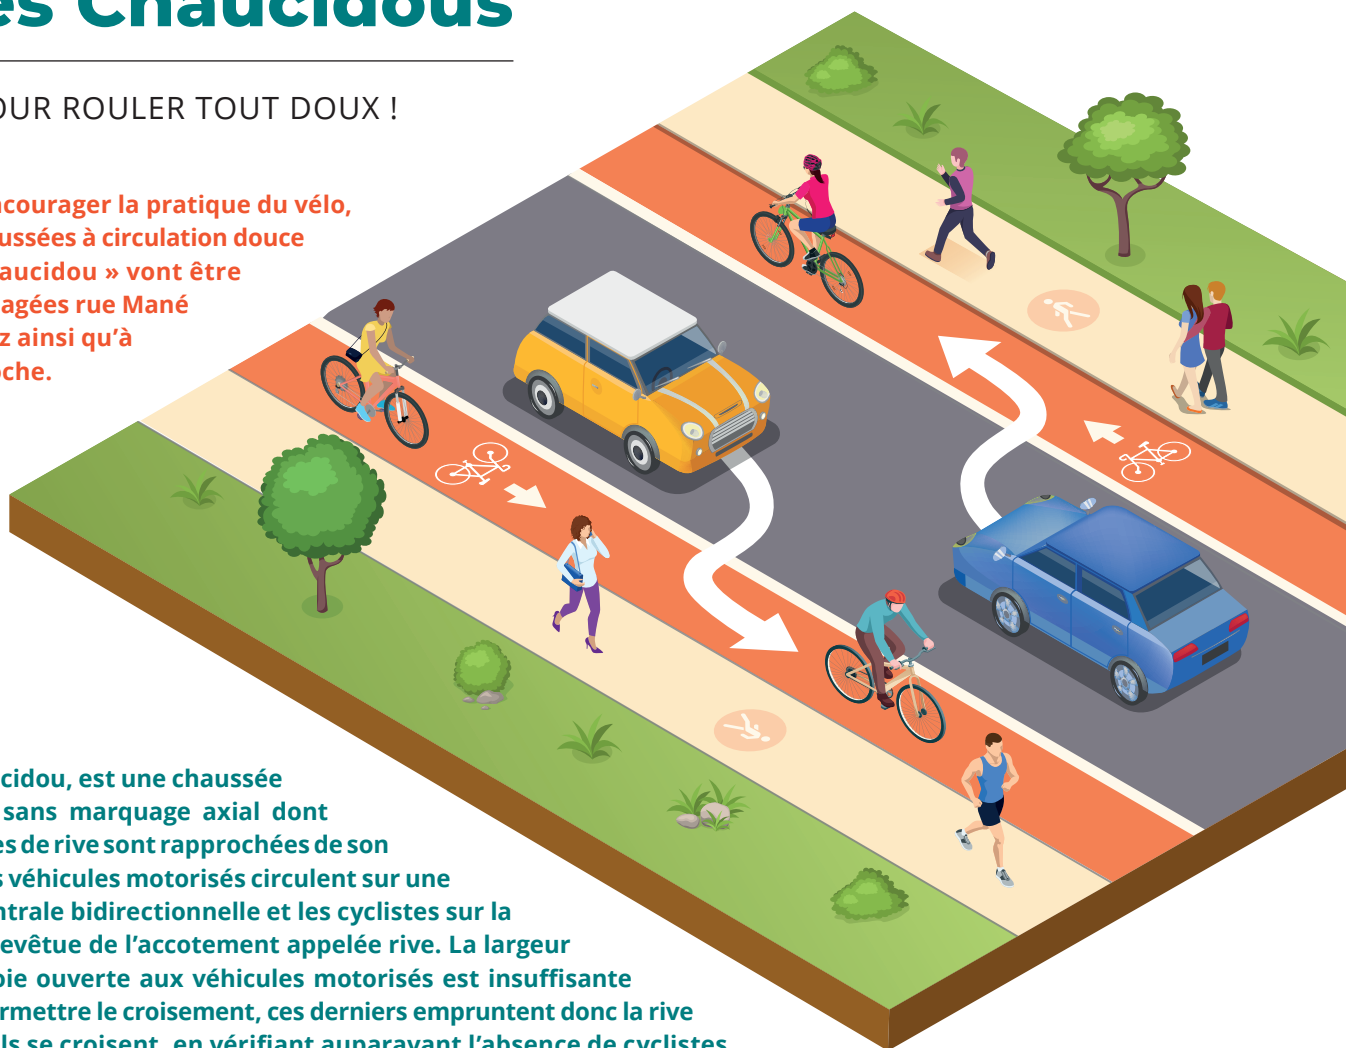 es Chaucidous
OUR ROULER TOUT DOUX !
ncourager la pratique du vélo,
ussées à circulation douce
aucidou » vont être
agées rue Mané
z ainsi qu’à
oche.
cidou, est une chaussée
sans marquage axial dont
es de rive sont rapprochées de son
s véhicules motorisés circulent sur une
ntrale bidirectionnelle et les cyclistes sur la
evêtue de l’accotement appelée rive. La largeur
oie ouverte aux véhicules motorisés est insuffisante
rmettre le croisement, ces derniers empruntent donc la rive
ls se croisent, en vérifiant auparavant l’absence de cyclistes